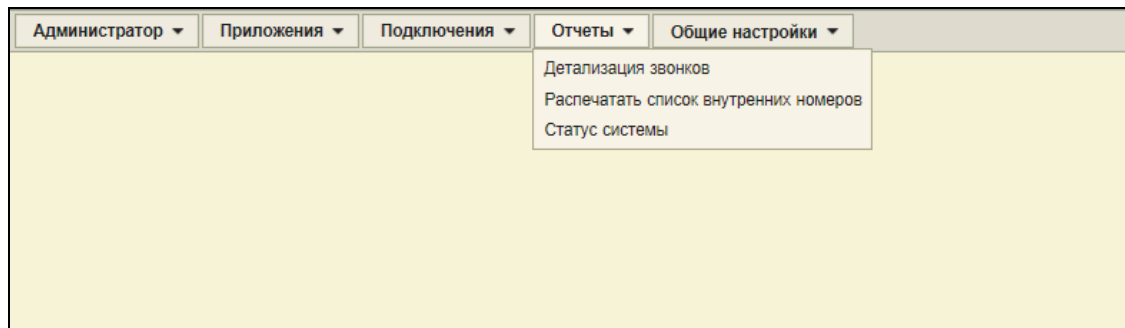 Администратор Приложения Подключения Отчеты Общие настройки
Детализация звонков
Распечатать список внутренних номеров
Статус системы